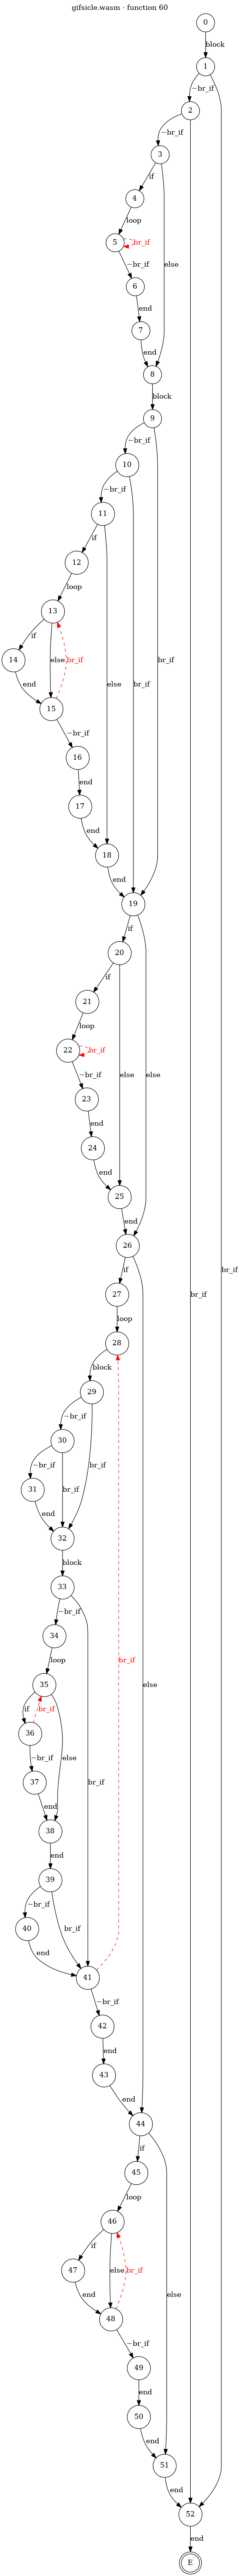 gifsicle.wasm - function 60
0
block
1
~br_if
2
~br_if
3
if
4
loop
5
br_if
~br_if
6
else
end
7
end
8
block
9
~br_if
10
~br_if
11
br_if
if
12
br_if
loop
13
if
14
else
br_if
else
end
15
~br_if
16
end
17
end
18
end
19
if
20
if
21
loop
else
else
22
br_if
~br_if
23
end
24
end
25
end
26
br_if
if
27
br_if
loop
28
block
29
~br_if
30
~br_if
br_if
31
br_if
end
32
block
33
~br_if
34
br_if
loop
35
else
if
br_if
36
else
~br_if
37
br_if
end
38
end
39
~br_if
40
br_if
end
41
~br_if
42
end
43
end
44
if
45
loop
else
46
if
47
else
br_if
end
48
~br_if
49
end
50
end
51
end
52
end
E